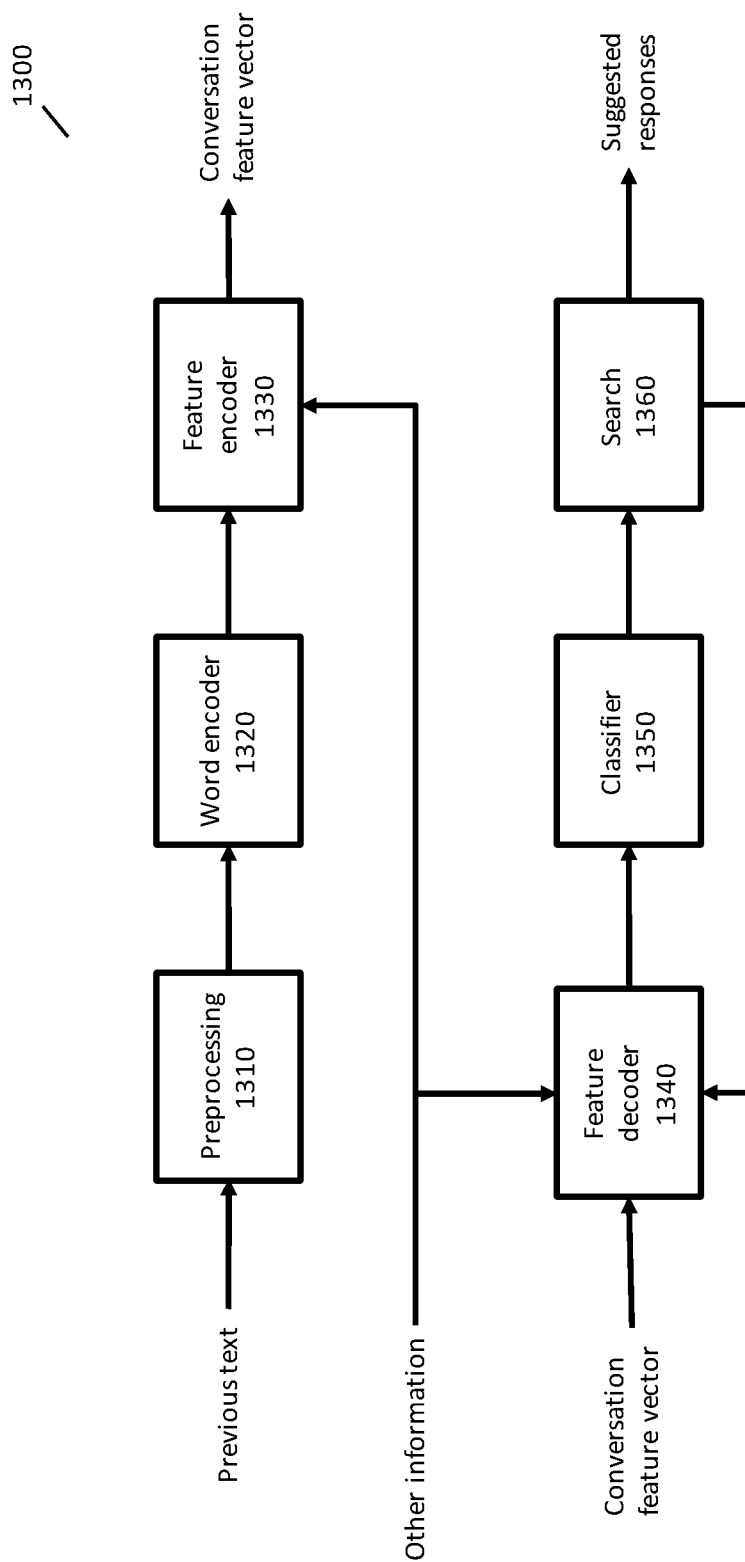 1300
Previous text
Preprocessing
1310
Word encoder
1320
Feature
encoder
1330
Conversation
feature vector
Other information
Conversation
feature vector
Feature
decoder
1340
Classifier
1350
Search
1360
Suggested
responses